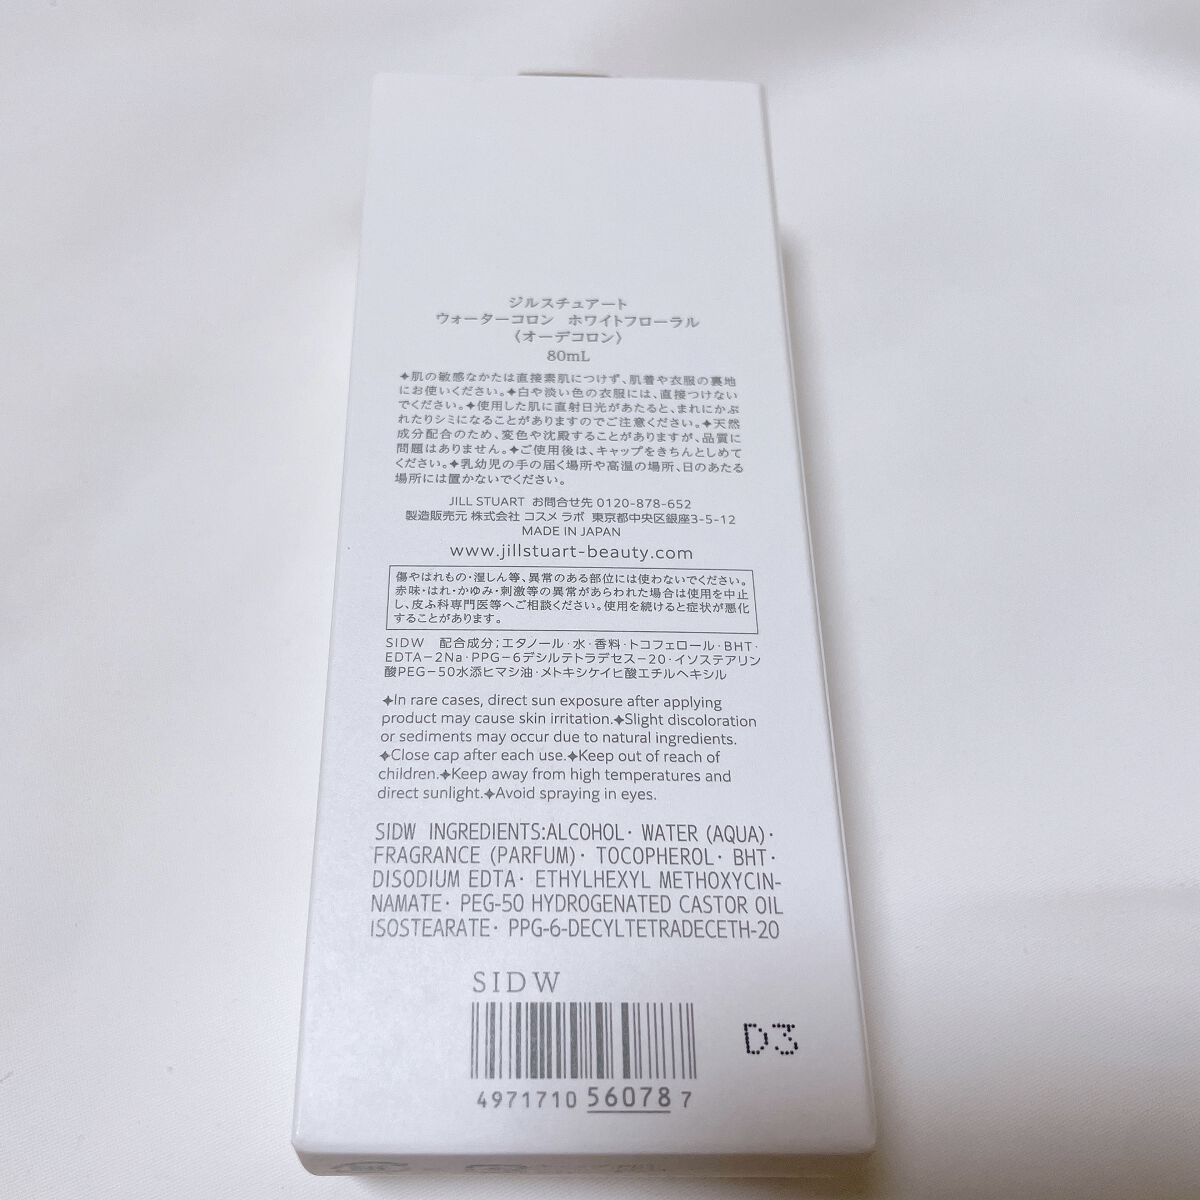 ジルスチュアート
ウォーターコロン ホワイトフローラル
〈オーデコロン〉
80mL
✦肌の敏感なかたは直接素肌につけず、肌着や衣服の裏地
にお使いください。✦白や淡い色の衣服には、直接つけない
でください。✦使用した肌に直射日光があたると、まれにかぶ
れたりシミになることがありますのでご注意ください。✦天然
成分配合のため、変色や沈殿することがありますが、品質に
問題はありません。✦ご使用後は、キャップをきちんとしめて
ください。✦乳幼児の手の届く場所や高温の場所、日のあたる
場所には置かないでください。
JILL STUART お問合せ先 0120-878-652
製造販売元 株式会社 コスメ ラボ 東京都中央区銀座3-5-12
MADE IN JAPAN
www.jillstuart-beauty.com
傷やはれもの・湿しん等、異常のある部位には使わないでください。
赤味・はれ・かゆみ・刺激等の異常があらわれた場合は使用を中止
し、皮ふ科専門医等へご相談ください。使用を続けると症状が悪化
することがあります。
SIDW 配合成分;エタノール・水・香料・トコフェロール・BHT・
EDTA－2Na・PPG－6デシルテトラデセス－20・イソステアリン
酸PEG－50水添ヒマシ油・メトキシケイヒ酸エチルヘキシル
✦In rare cases, direct sun exposure after applying
product may cause skin irritation.✦Slight discoloration
or sediments may occur due to natural ingredients.
✦Close cap after each use.✦Keep out of reach of
children.✦Keep away from high temperatures and
direct sunlight.✦Avoid spraying in eyes.
SIDW INGREDIENTS:ALCOHOL・ WATER (AQUA)・
FRAGRANCE (PARFUM)・ TOCOPHEROL・ BHT・
DISODIUM EDTA・ ETHYLHEXYL METHOXYCIN-
NAMATE・ PEG-50 HYDROGENATED CASTOR OIL
ISOSTEARATE・ PPG-6-DECYLTETRADECETH-20
SIDW
D3
4971710 56078 7